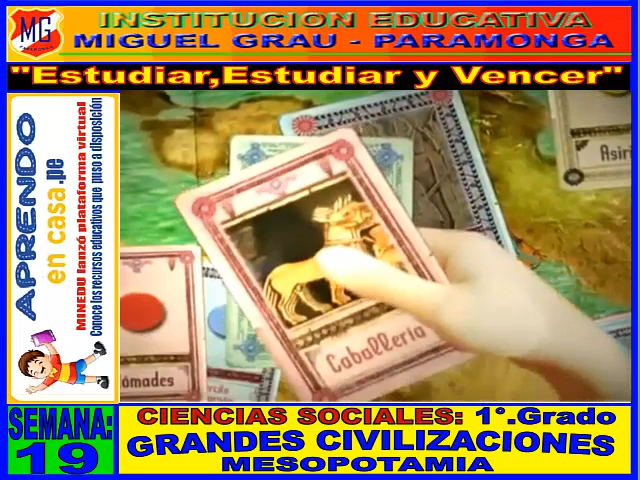 MG
INSTITUCION EDUCATIVA
MIGUEL GRAU - PARAMONGA
"Estudiar,Estudiar y Vencer"
APRENDO
en casa.pe
MINEDU lanzó plataforma virtual
Conoce los recursos educativos que puso a disposición
Asiri
Caballería
ómades
SEMANA:
19
CIENCIAS SOCIALES: 1°.Grado
GRANDES CIVILIZACIONES
MESOPOTAMIA